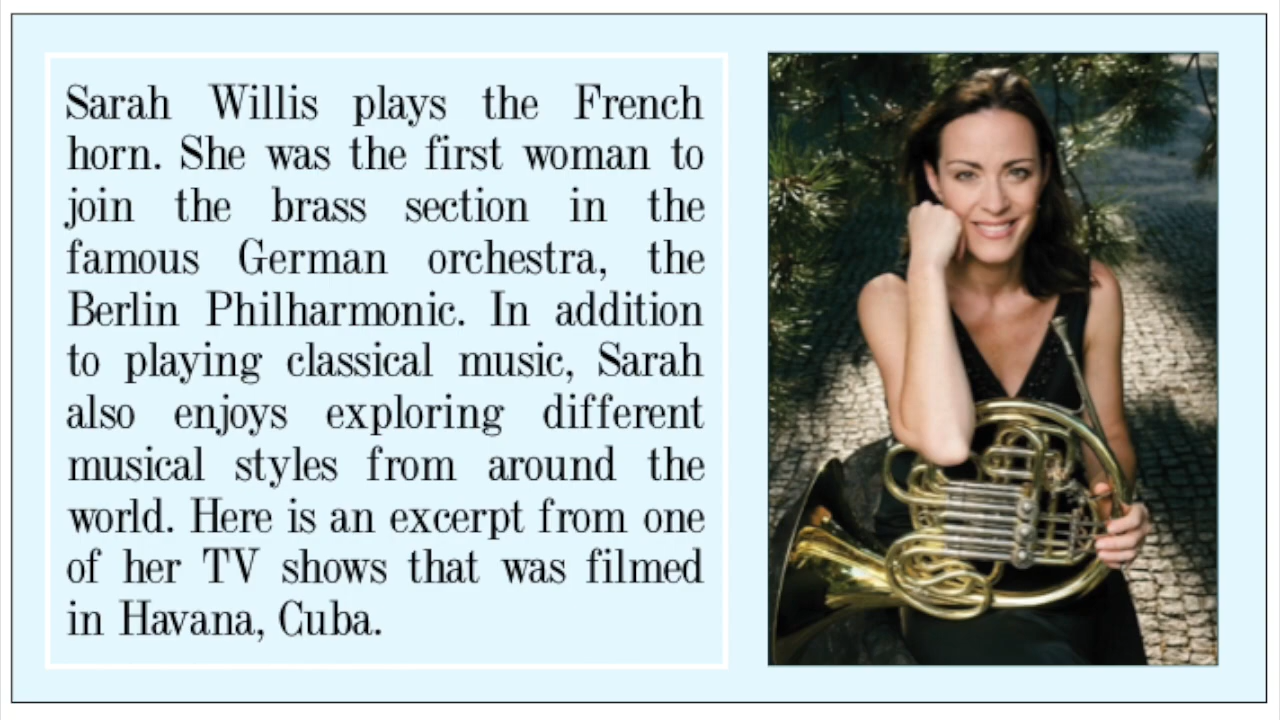 Sarah Willis plays the French
horn. She was the first woman to
join the brass section in the
famous German orchestra, the
Berlin Philharmonic. In addition
to playing classical music, Sarah
also enjoys exploring different
musical styles from around the
world. Here is an excerpt from one
of her TV shows that was filmed
in Havana, Cuba.